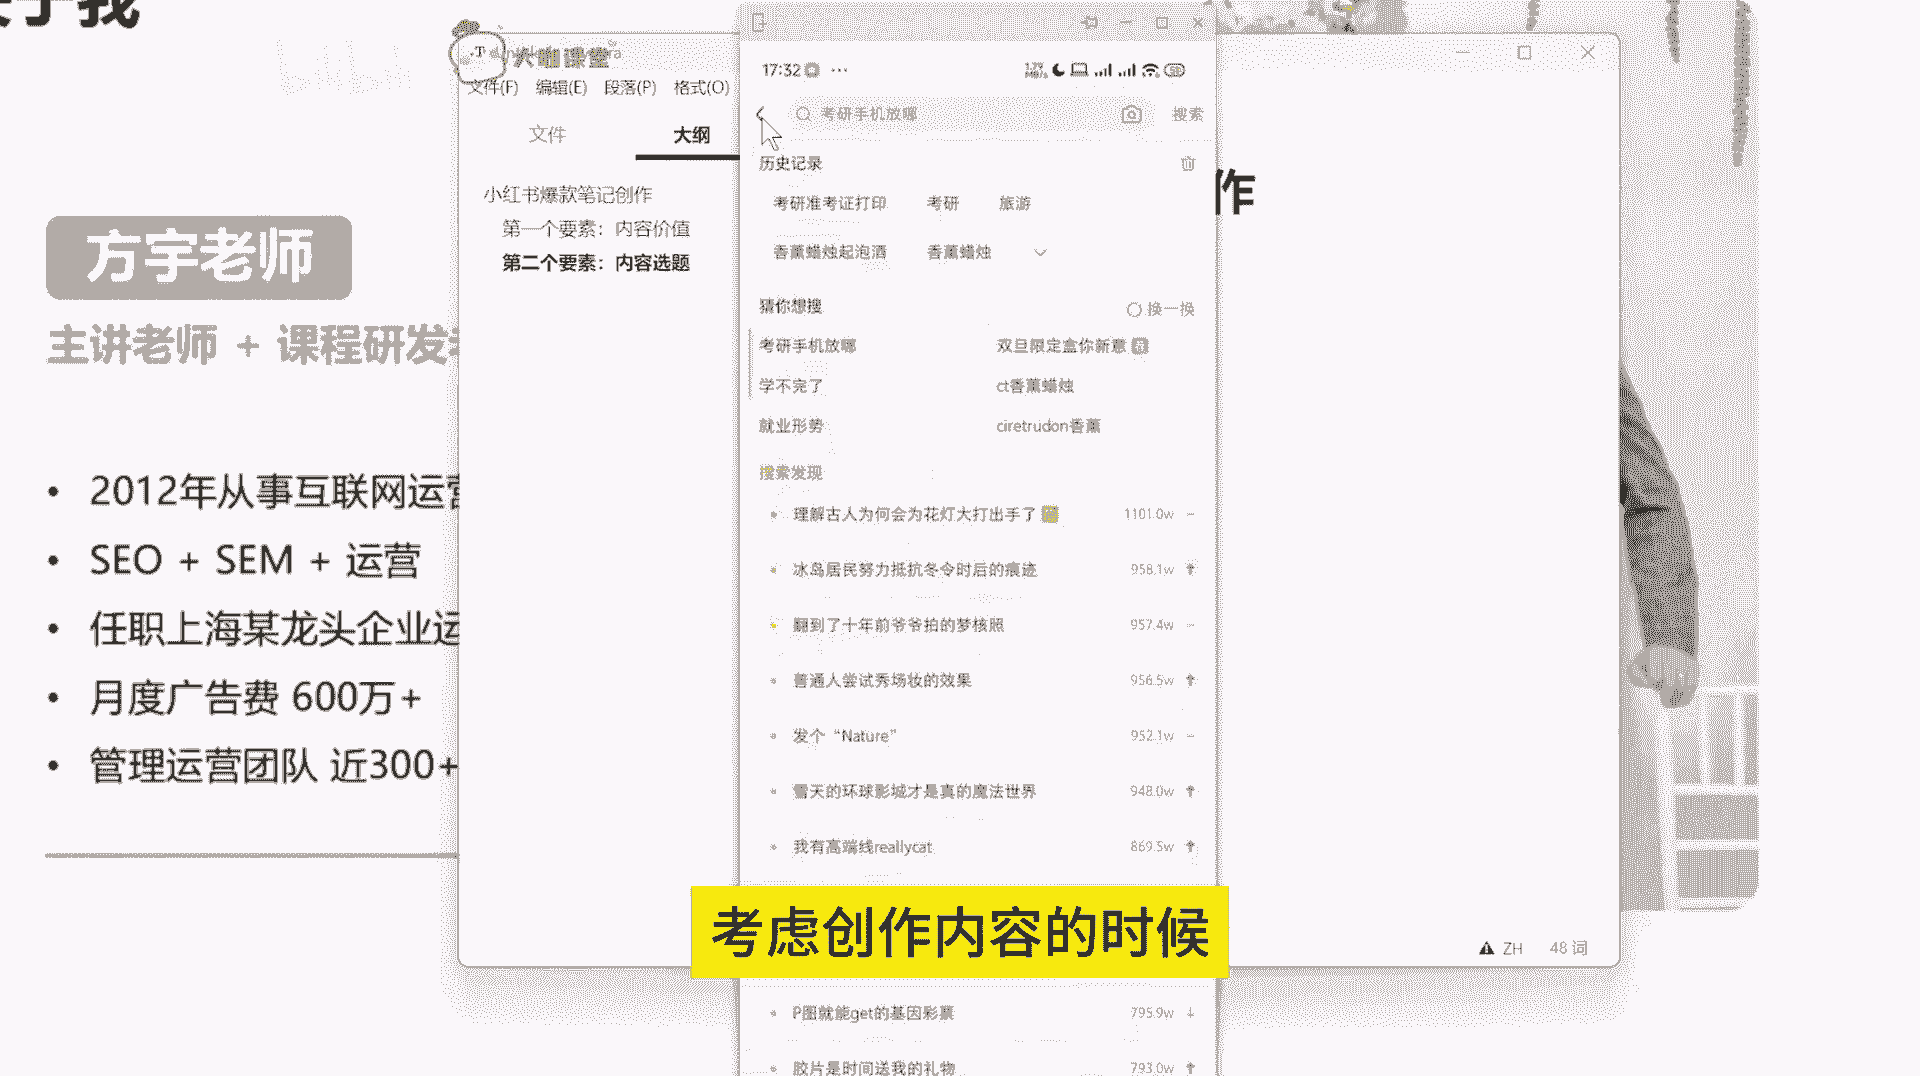 关于我
方宇老师
主讲老师 + 课程研发
• 2012年从事互联网运营
• SEO + SEM + 运营
• 任职上海某龙头企业运
• 月度广告费 600万+
• 管理运营团队 近300+
大咖课堂
文件(F) 编辑(E) 段落(P) 格式(O)
文件 大纲
小红书爆款笔记创作
第一个要素：内容价值
第二个要素：内容选题
作
17:32
考研手机放哪 搜索
历史记录
考研准考证打印 考研 旅游
香薰蜡烛起泡酒 香薰蜡烛
猜你想搜 换一换
考研手机放哪 双旦限定盒你新意
学不完了 ct香薰蜡烛
就业形势 ciretrudon香薰
搜索发现
理解古人为何会为花灯大打出手了 1101.0w
冰岛居民努力抵抗冬令时后的痕迹 958.1w
翻到了十年前爷爷拍的梦核照 957.4w
普通人尝试秀场妆的效果 956.5w
发个“Nature” 952.1w
雪天的环球影城才是真的魔法世界 948.0w
我有高端线reallycat 869.5w
考虑创作内容的时候
P图就能get的基因彩票 795.9w
胶片是时间送我的礼物 793.0w
ZH 48 词